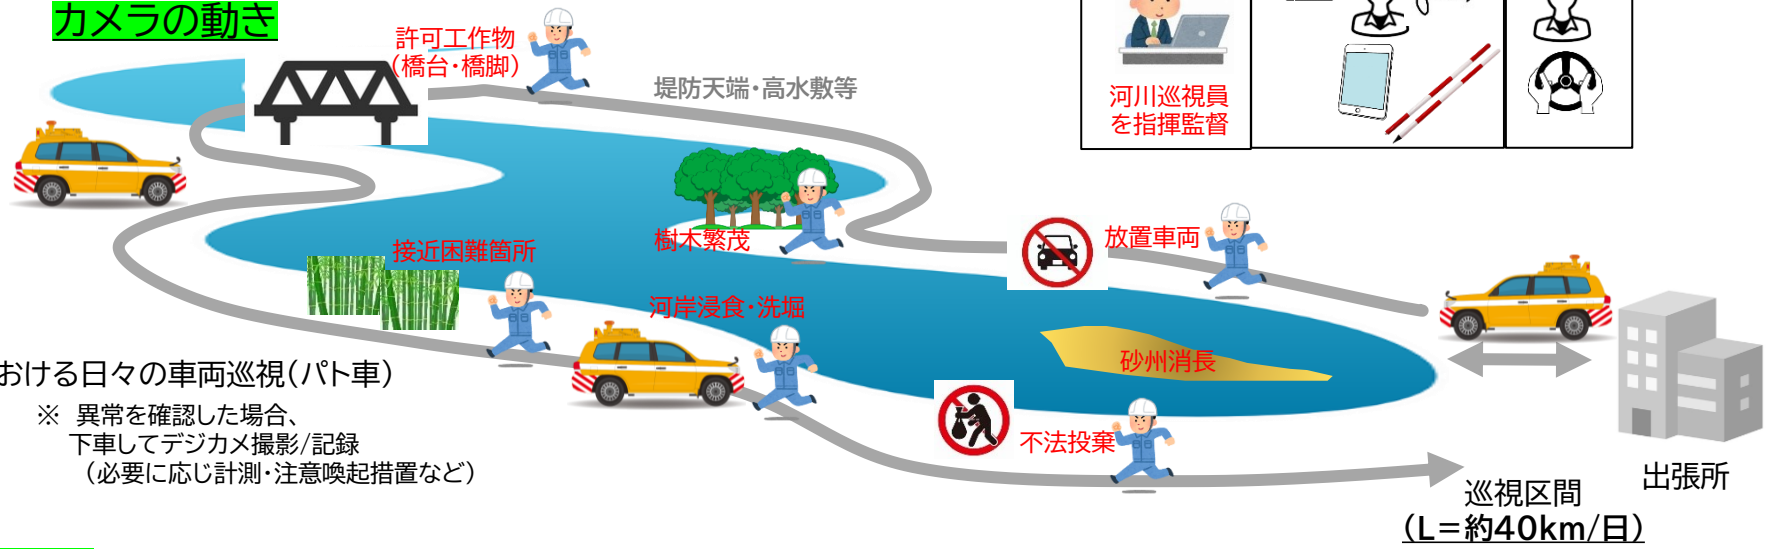 カメラの動き
許可工作物
（橋台・橋脚）
堤防天端・高水敷等
河川巡視員
を指揮監督
樹木繁茂
放置車両
接近困難箇所
河岸浸食・洗堀
砂州消長
おける日々の車両巡視（パト車）
※ 異常を確認した場合、
下車してデジカメ撮影/記録
（必要に応じ計測・注意喚起措置など）
不法投棄
出張所
巡視区間
（L＝約40km/日）